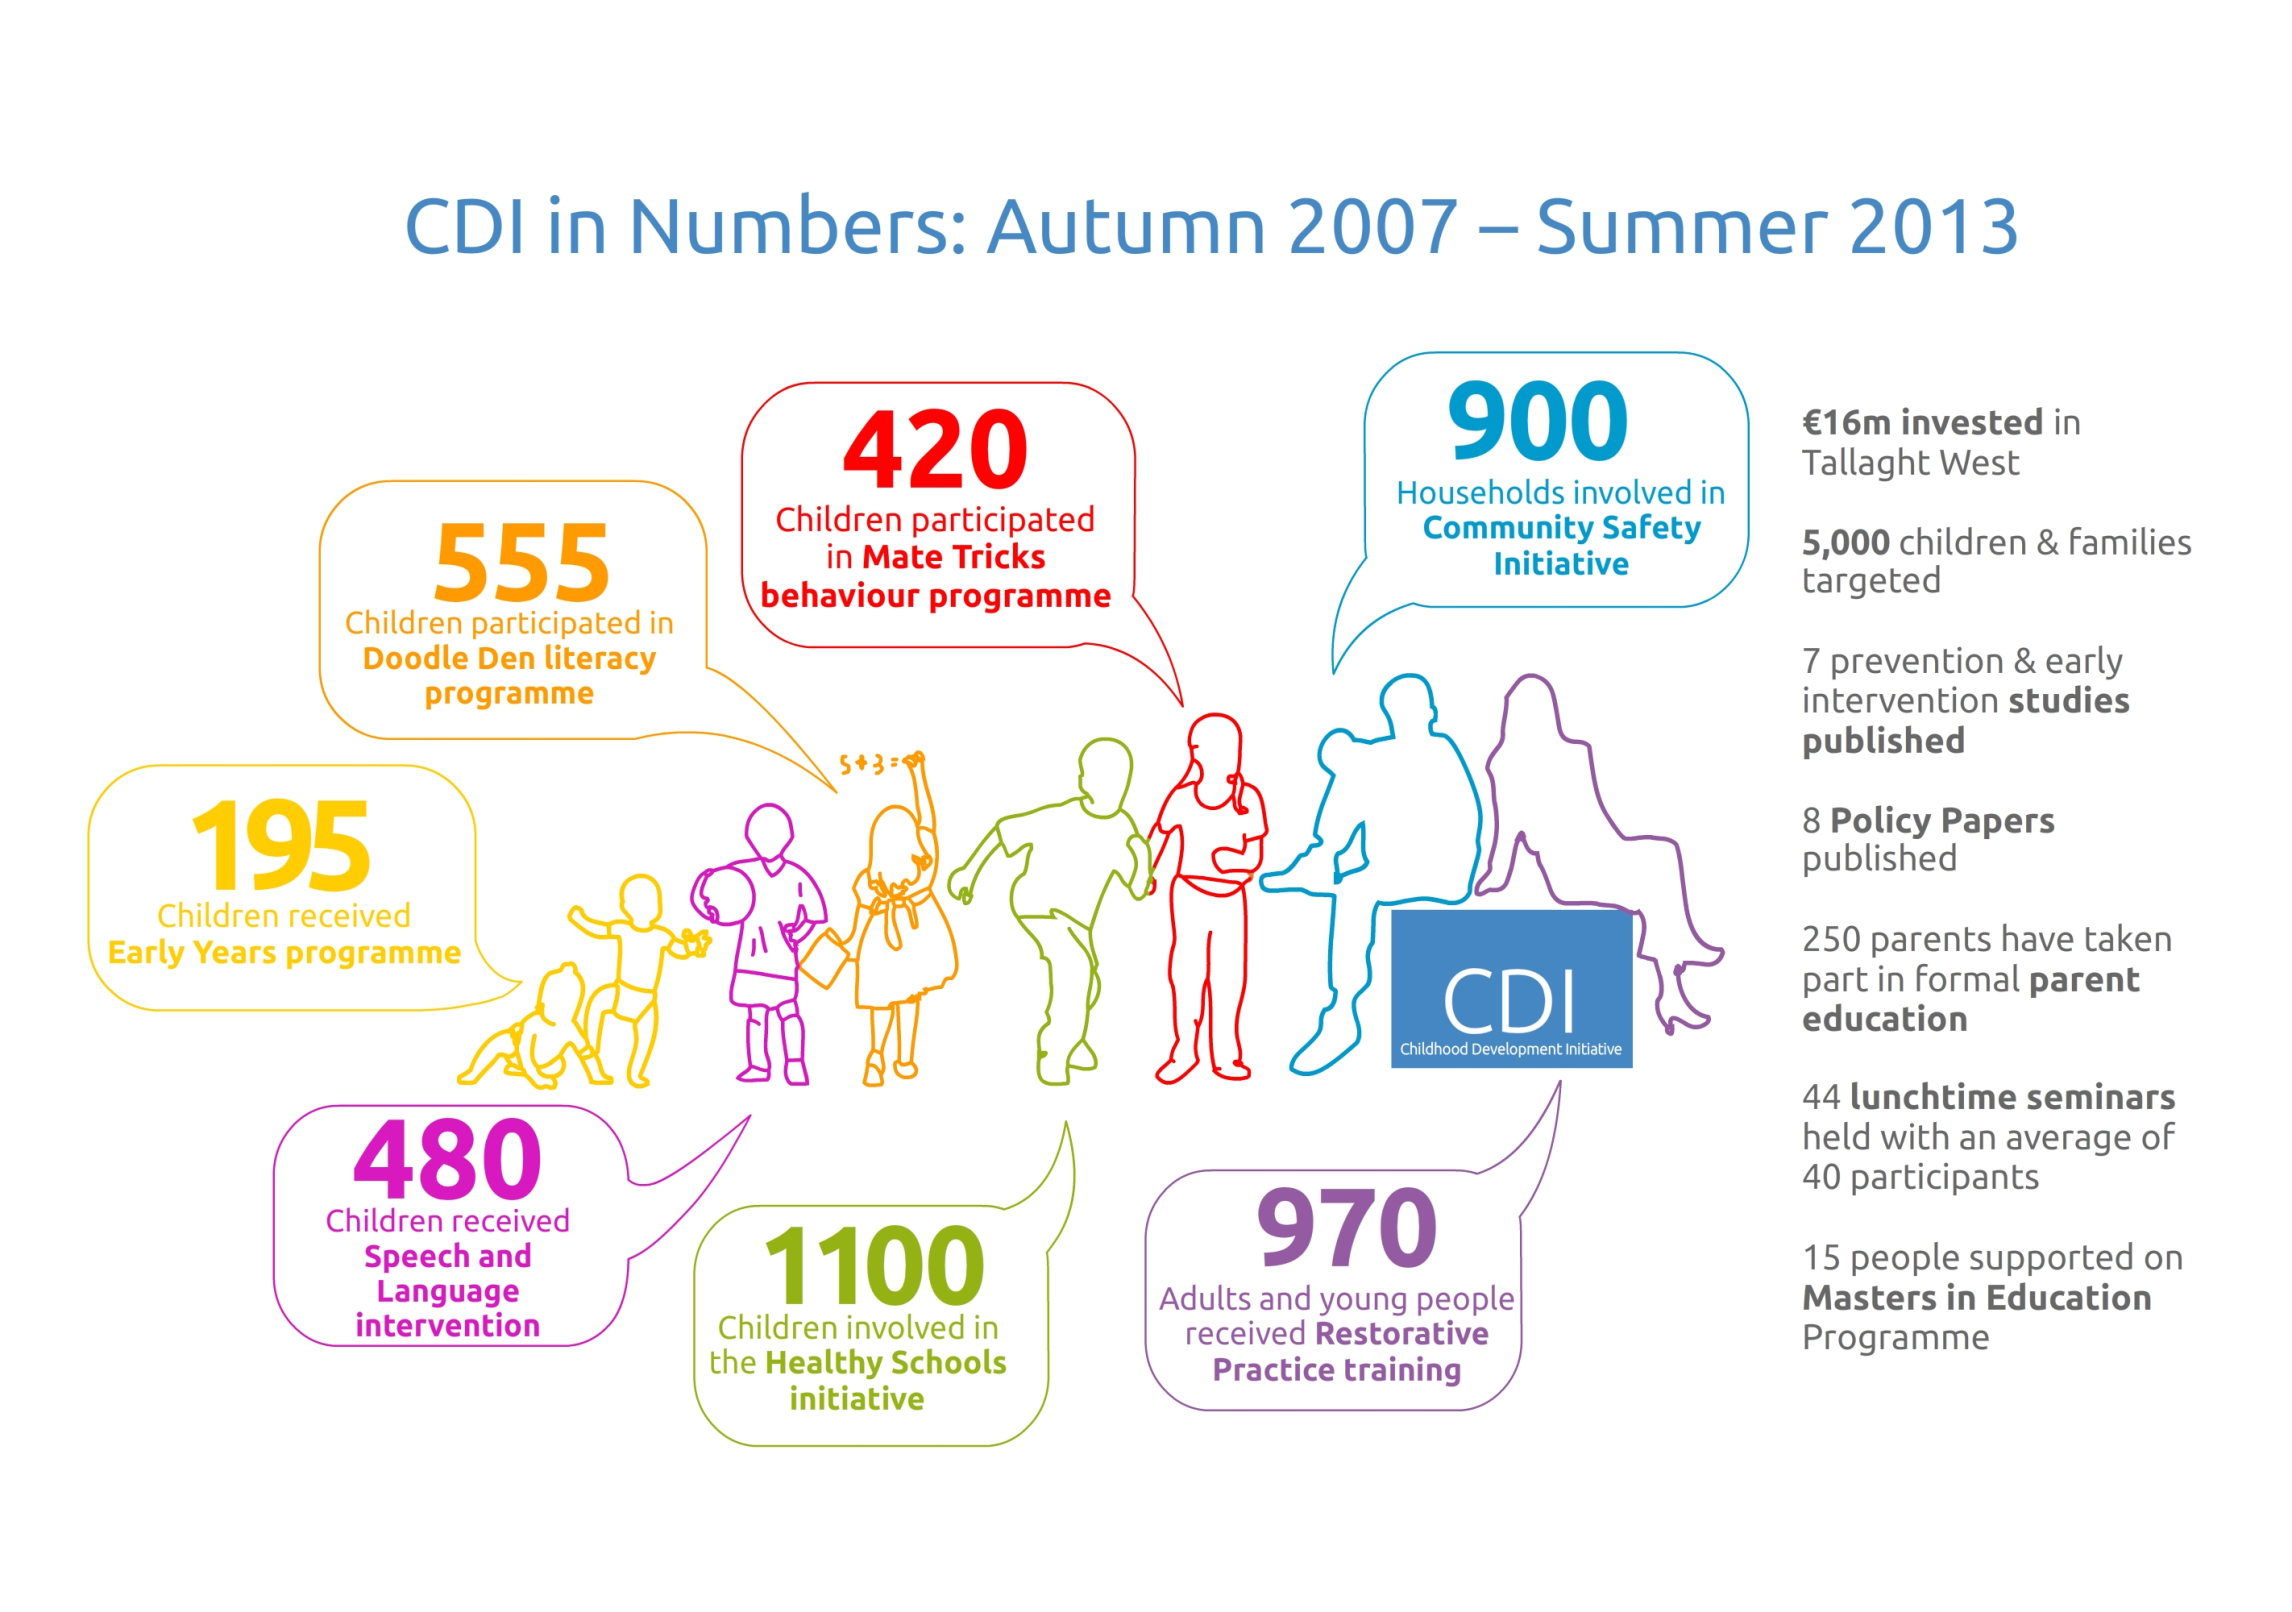 CDI in Numbers: Autumn 2007 – Summer 2013
195
Children received
Early Years programme
555
Children participated in
Doodle Den literacy
programme
420
Children participated
in Mate Tricks
behaviour programme
900
Households involved in
Community Safety
Initiative
5+3=
CDI
Childhood Development Initiative
480
Children received
Speech and
Language
intervention
1100
Children involved in
the Healthy Schools
initiative
970
Adults and young people
received Restorative
Practice training
€16m invested in
Tallaght West
5,000 children & families
targeted
7 prevention & early
intervention studies
published
8 Policy Papers
published
250 parents have taken
part in formal parent
education
44 lunchtime seminars
held with an average of
40 participants
15 people supported on
Masters in Education
Programme